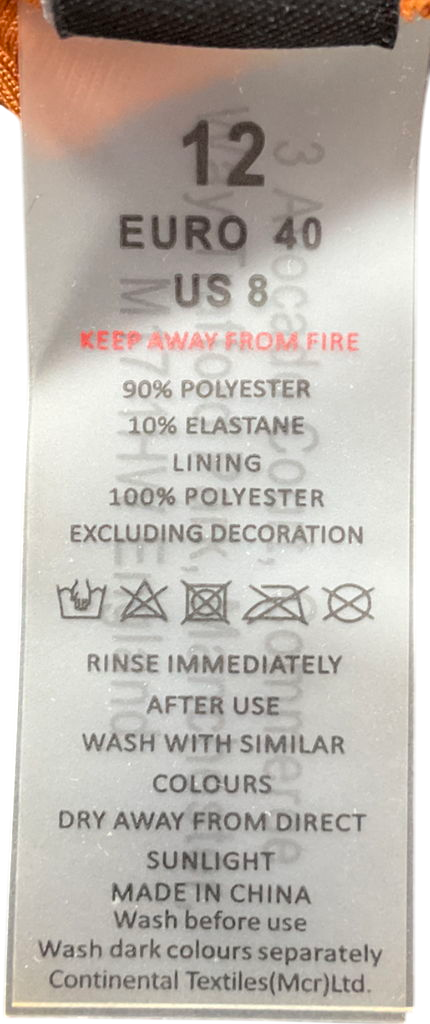 12
EURO 40
US 8
KEEP AWAY FROM FIRE
90% POLYESTER
10% ELASTANE
LINING
100% POLYESTER
EXCLUDING DECORATION
RINSE IMMEDIATELY
AFTER USE
WASH WITH SIMILAR
COLOURS
DRY AWAY FROM DIRECT
SUNLIGHT
MADE IN CHINA
Wash before use
Wash dark colours separately
Continental Textiles(Mcr)Ltd.